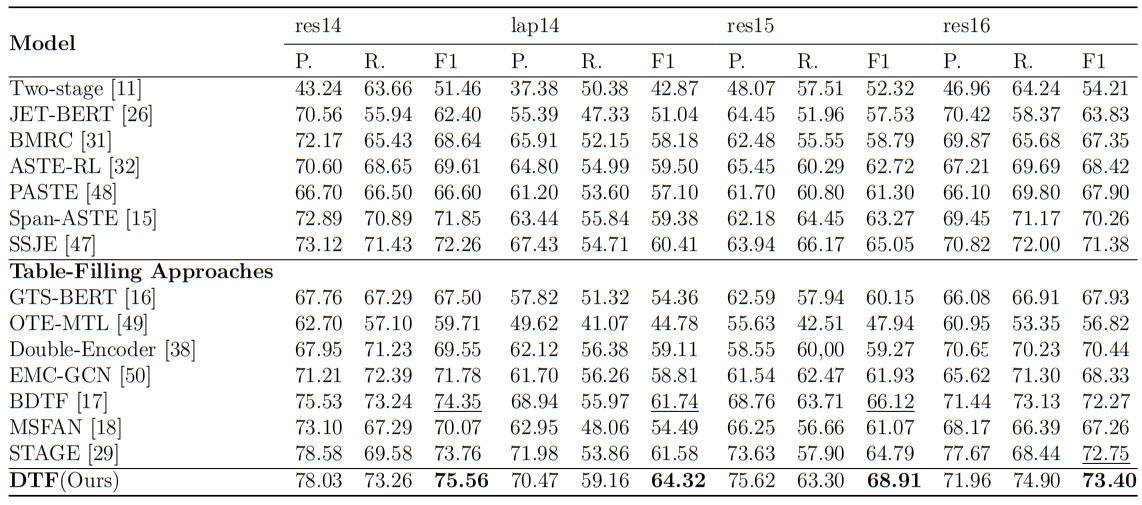 Model res14 lap14 res15 res16
P. R. F1 P. R. F1 P. R. F1 P. R. F1
Two-stage [11] 43.24 63.66 51.46 37.38 50.38 42.87 48.07 57.51 52.32 46.96 64.24 54.21
JET-BERT [26] 70.56 55.94 62.40 55.39 47.33 51.04 64.45 51.96 57.53 70.42 58.37 63.83
BMRC [31] 72.17 65.43 68.64 65.91 52.15 58.18 62.48 55.55 58.79 69.87 65.68 67.35
ASTE-RL [32] 70.60 68.65 69.61 64.80 54.99 59.50 65.45 60.29 62.72 67.21 69.69 68.42
PASTE [48] 66.70 66.50 66.60 61.20 53.60 57.10 61.70 60.80 61.30 66.10 69.80 67.90
Span-ASTE [15] 72.89 70.89 71.85 63.44 55.84 59.38 62.18 64.45 63.27 69.45 71.17 70.26
SSJE [47] 73.12 71.43 72.26 67.43 54.71 60.41 63.94 66.17 65.05 70.82 72.00 71.38
Table-Filling Approaches
GTS-BERT [16] 67.76 67.29 67.50 57.82 51.32 54.36 62.59 57.94 60.15 66.08 66.91 67.93
OTE-MTL [49] 62.70 57.10 59.71 49.62 41.07 44.78 55.63 42.51 47.94 60.95 53.35 56.82
Double-Encoder [38] 67.95 71.23 69.55 62.12 56.38 59.11 58.55 60,00 59.27 70.65 70.23 70.44
EMC-GCN [50] 71.21 72.39 71.78 61.70 56.26 58.81 61.54 62.47 61.93 65.62 71.30 68.33
BDTF [17] 75.53 73.24 74.35 68.94 55.97 61.74 68.76 63.71 66.12 71.44 73.13 72.27
MSFAN [18] 73.10 67.29 70.07 62.95 48.06 54.49 66.25 56.66 61.07 68.17 66.39 67.26
STAGE [29] 78.58 69.58 73.76 71.98 53.86 61.58 73.63 57.90 64.79 77.67 68.44 72.75
DTF(Ours) 78.03 73.26 75.56 70.47 59.16 64.32 75.62 63.30 68.91 71.96 74.90 73.40